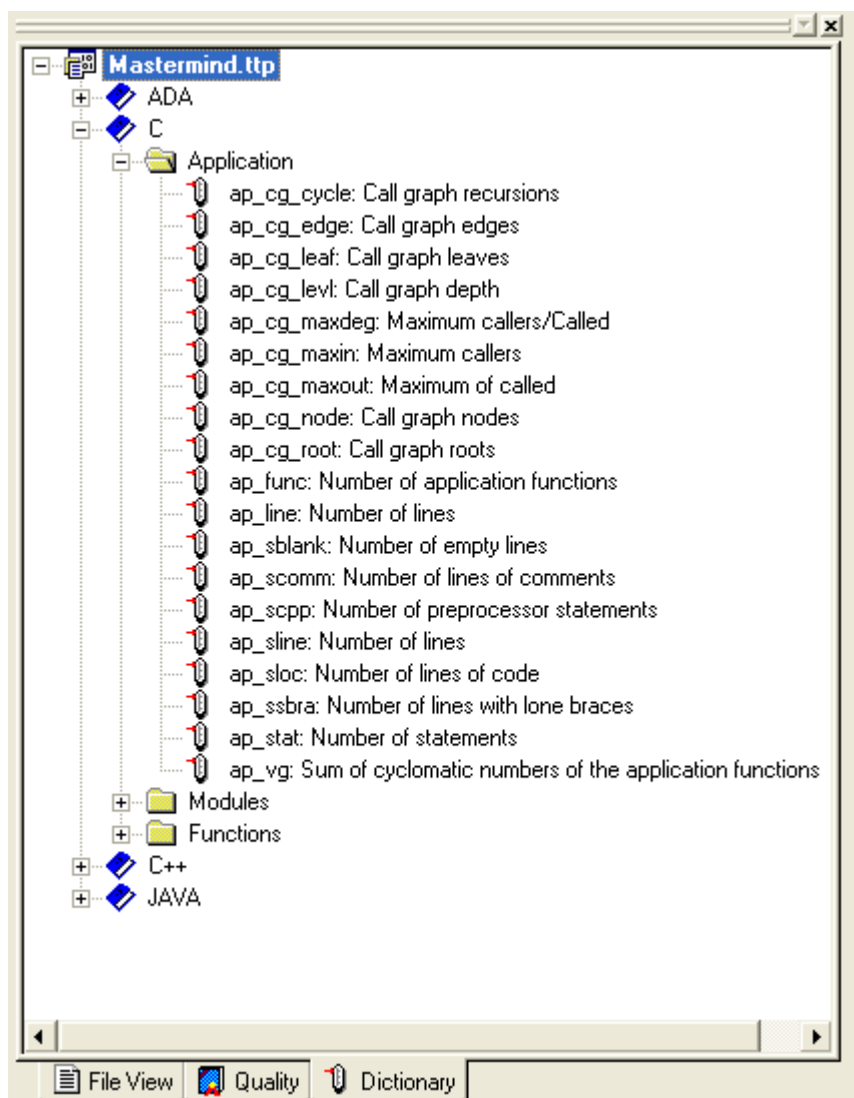 Mastermind.ttp
ADA
C
Application
ap_cg_cycle: Call graph recursions
ap_cg_edge: Call graph edges
ap_cg_leaf: Call graph leaves
ap_cg_levl: Call graph depth
ap_cg_maxdeg: Maximum callers/Called
ap_cg_maxin: Maximum callers
ap_cg_maxout: Maximum of called
ap_cg_node: Call graph nodes
ap_cg_root: Call graph roots
ap_func: Number of application functions
ap_line: Number of lines
ap_sblank: Number of empty lines
ap_scomm: Number of lines of comments
ap_scpp: Number of preprocessor statements
ap_sline: Number of lines
ap_sloc: Number of lines of code
ap_ssbra: Number of lines with lone braces
ap_stat: Number of statements
ap_vg: Sum of cyclomatic numbers of the application functions
Modules
Functions
C++
JAVA
File View Quality Dictionary